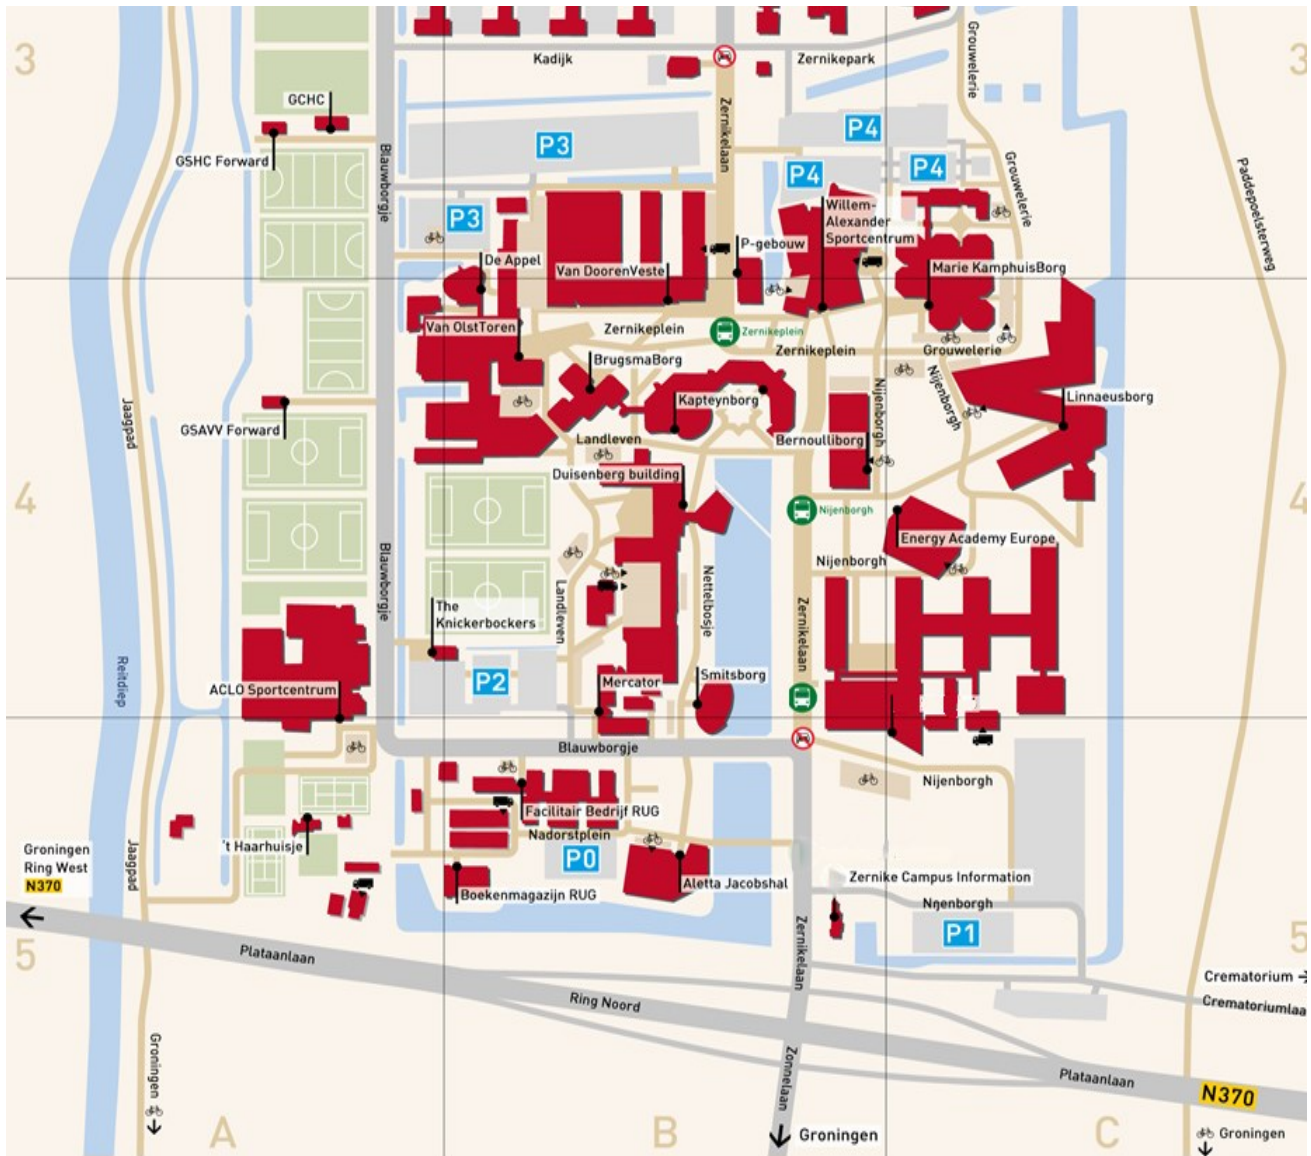 3
3
Kadijk
Zernikepark
Grouwelerie
GCHC
GSHC Forward
Blauwborgje
P3
Zernikelaan
P4
P4
P4
Grouwelerie
Paddepoelsterweg
P3
Willem-
Alexander
Sportcentrum
De Appel
Van DoorenVeste
P-gebouw
Marie KamphuisBorg
Van OlstToren
Zernikeplein
Zernikeplein
Zernikeplein
Grouwelerie
BrugsmaBorg
Nijenborgh
Nijenborgh
Jaagpad
GSAVV Forward
Kapteynborg
Linnaeusborg
Landleven
Bernoulliborg
Duisenberg building
4
4
Nijenborgh
Energy Academy Europe
Blauwborgje
Nijenborgh
The
Knickerbockers
Landleven
Nettelbosje
Zernikelaan
Reitdiep
ACLO Sportcentrum
P2
Mercator
Smitsborg
Blauwborgje
Nijenborgh
Facilitair Bedrijf RUG
Nadorstplein
't Haarhuisje
Jaagpad
Groningen
Ring West
N370
P0
Aletta Jacobshal
Boekenmagazijn RUG
Zernike Campus Information
Nijenborgh
P1
5
5
Plataanlaan
Zernikelaan
Crematorium
Crematoriumlaa
Ring Noord
Groningen
Zonnelaan
Plataanlaan
N370
A
B
C
Groningen
Groningen